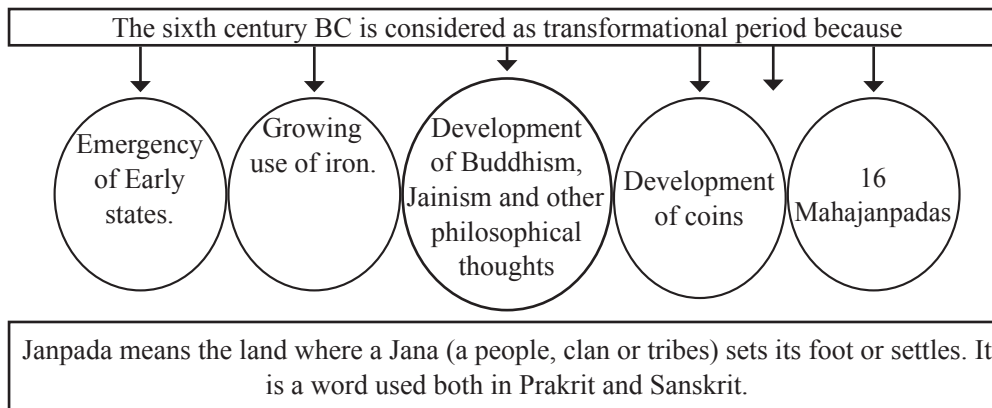 The sixth century BC is considered as transformational period because
Emergency
of Early
states.
Growing
use of iron.
Development
of Buddhism,
Jainism and other
philosophical
thoughts
Development
of coins
16
Mahajanpadas
Janpada means the land where a Jana (a people, clan or tribes) sets its foot or settles. It
is a word used both in Prakrit and Sanskrit.